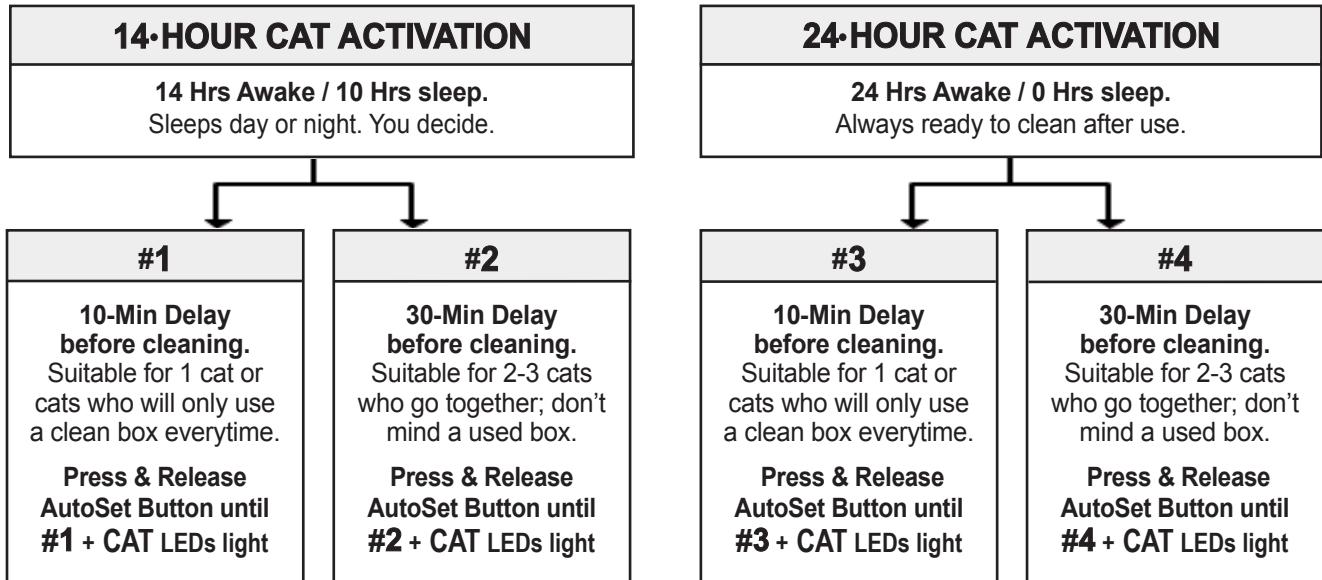 14•HOUR CAT ACTIVATION
14 Hrs Awake / 10 Hrs sleep.
Sleeps day or night. You decide.
#1
10-Min Delay
before cleaning.
Suitable for 1 cat or
cats who will only use
a clean box everytime.
Press & Release
AutoSet Button until
#1 + CAT LEDs light
#2
30-Min Delay
before cleaning.
Suitable for 2-3 cats
who go together; don’t
mind a used box.
Press & Release
AutoSet Button until
#2 + CAT LEDs light
24•HOUR CAT ACTIVATION
24 Hrs Awake / 0 Hrs sleep.
Always ready to clean after use.
#3
10-Min Delay
before cleaning.
Suitable for 1 cat or
cats who will only use
a clean box everytime.
Press & Release
AutoSet Button until
#3 + CAT LEDs light
#4
30-Min Delay
before cleaning.
Suitable for 2-3 cats
who go together; don’t
mind a used box.
Press & Release
AutoSet Button until
#4 + CAT LEDs light